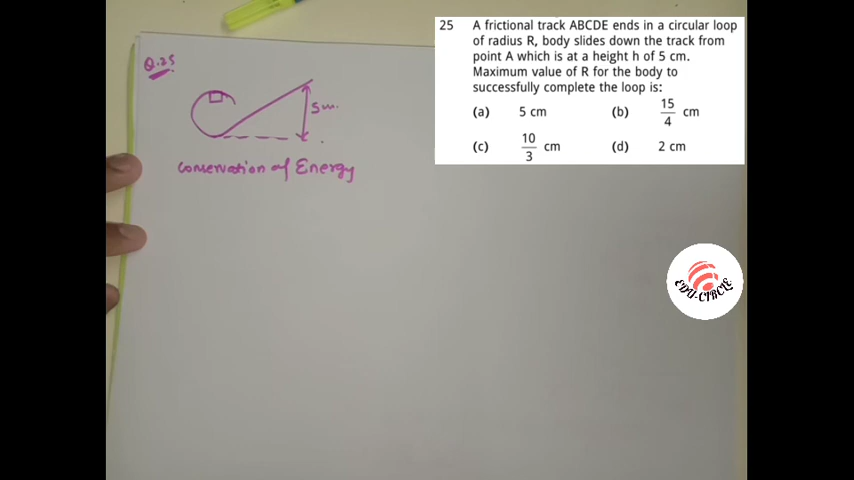 Q.25
5m.
conservation of Energy
25 A frictional track ABCDE ends in a circular loop
of radius R, body slides down the track from
point A which is at a height h of 5 cm.
Maximum value of R for the body to
successfully complete the loop is:
(a) 5 cm (b) 15/4 cm
(c) 10/3 cm (d) 2 cm
EDU-CIRCLE